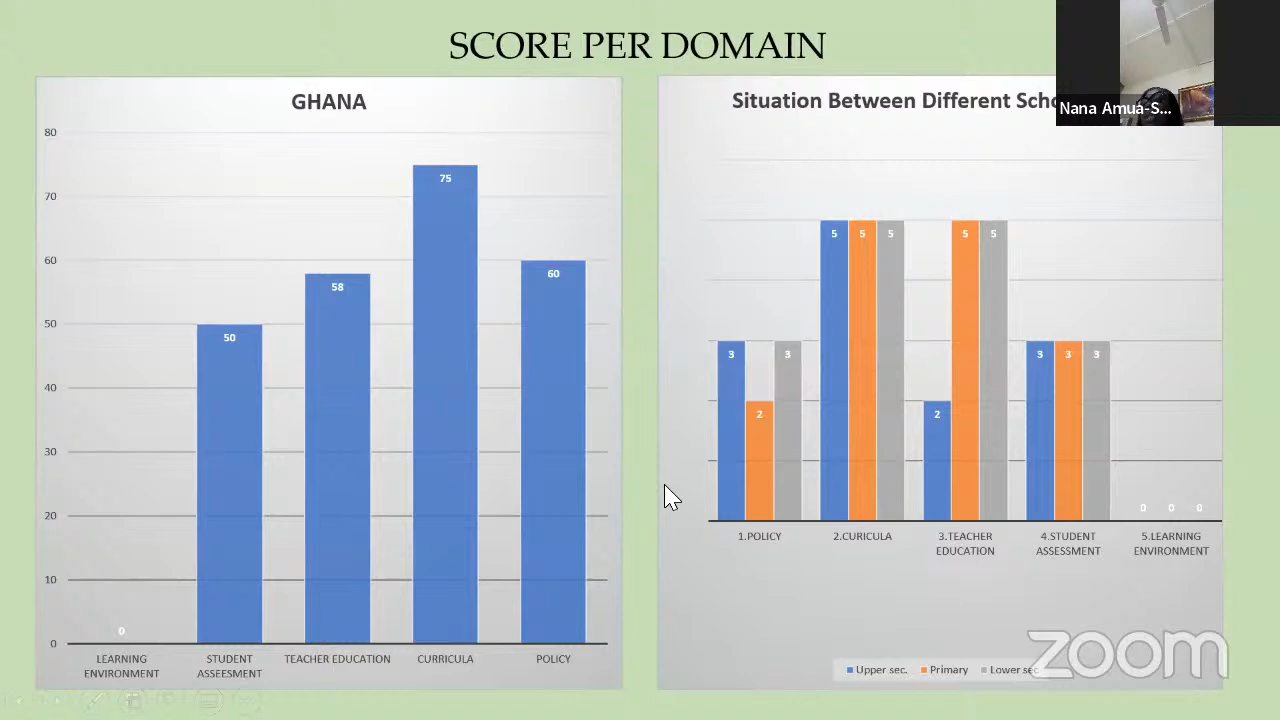 SCORE PER DOMAIN
Nana Amua-S...
GHANA
80
70
60
50
40
30
20
10
0
0
50
58
75
60
LEARNING
ENVIRONMENT
STUDENT
ASSEESMENT
TEACHER EDUCATION
CURRICULA
POLICY
Situation Between Different Scho
3
2
3
5
5
5
2
5
5
3
3
3
0
0
0
1.POLICY
2.CURICULA
3.TEACHER
EDUCATION
4.STUDENT
ASSESSMENT
5.LEARNING
ENVIRONMENT
Upper sec.
Primary
Lower sec
zoom